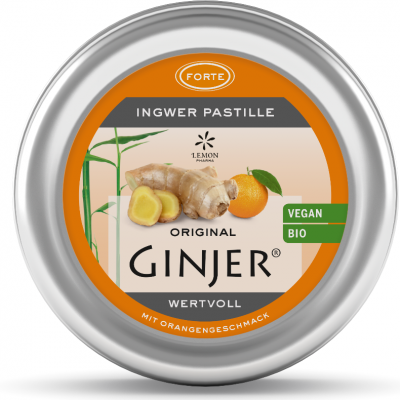 FORTE
INGWER PASTILLE
LEMON
PHARMA
ORIGINAL
GINJER®
VEGAN
BIO
WERTVOLL
MIT ORANGENGESCHMACK